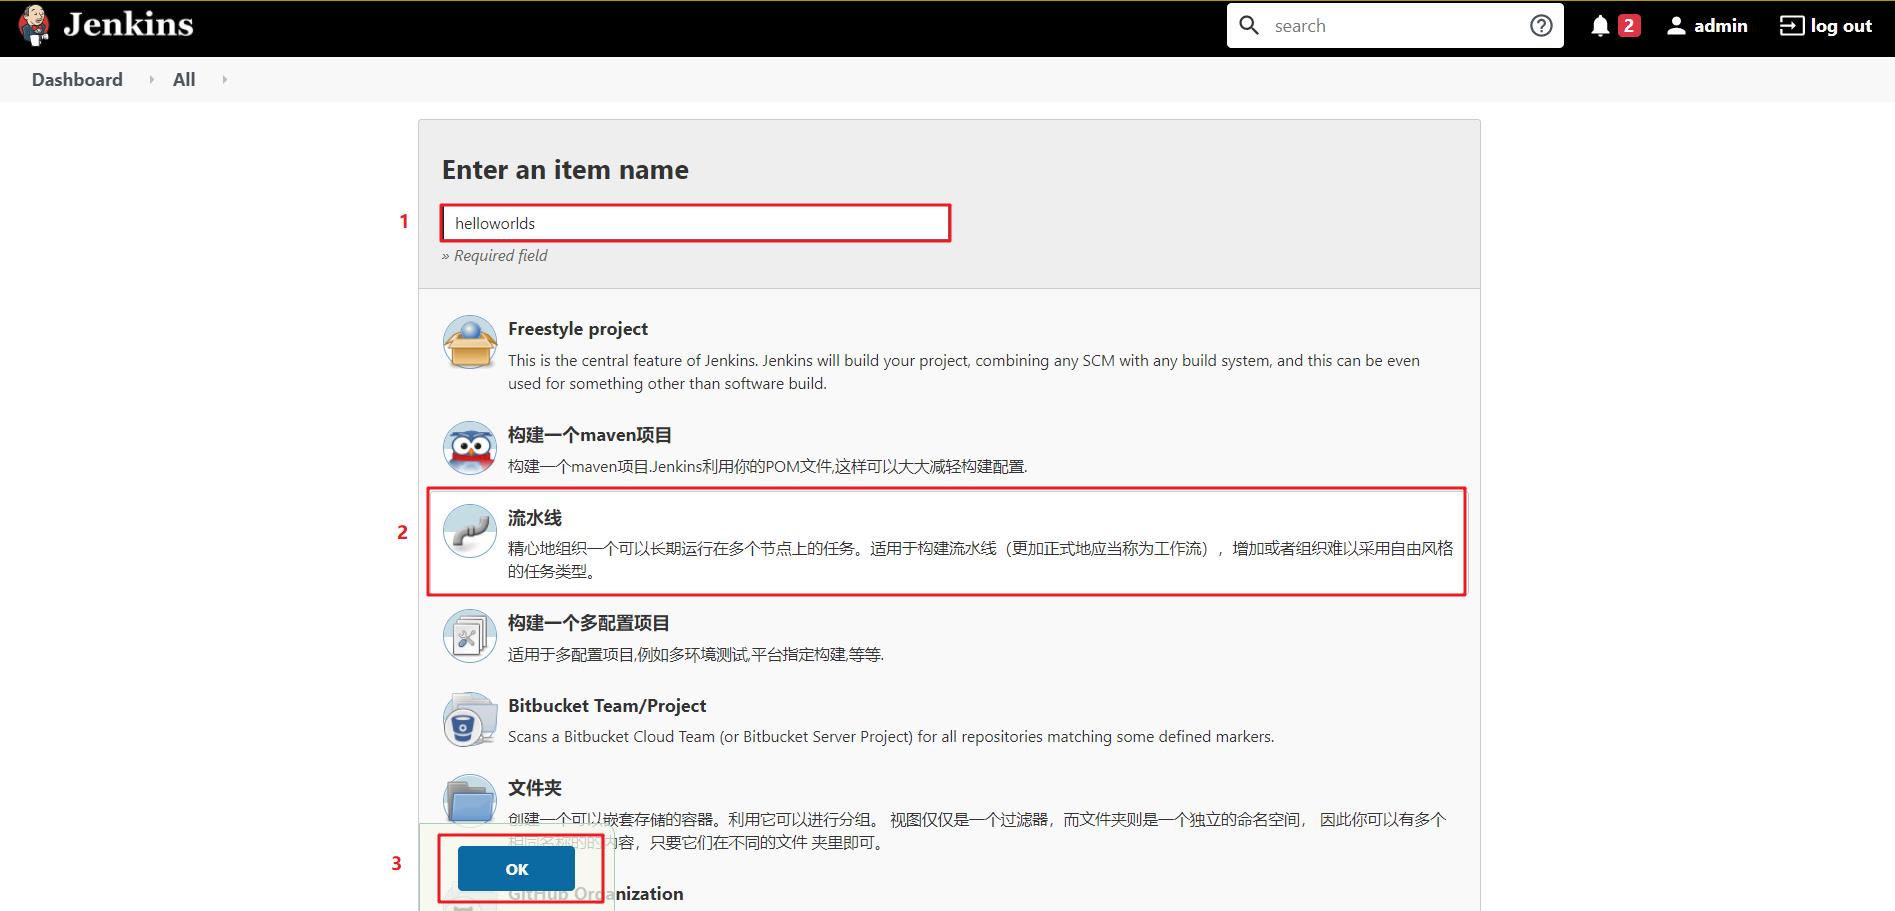 Jenkins
search
2
admin
log out
Dashboard
All
Enter an item name
1
helloworlds
» Required field
Freestyle project
This is the central feature of Jenkins. Jenkins will build your project, combining any SCM with any build system, and this can be even
used for something other than software build.
构建一个maven项目
构建一个maven项目.Jenkins利用你的POM文件,这样可以大大减轻构建配置.
2
流水线
精心地组织一个可以长期运行在多个节点上的任务。适用于构建流水线（更加正式地应当称为工作流），增加或者组织难以采用自由风格
的任务类型。
构建一个多配置项目
适用于多配置项目,例如多环境测试,平台指定构建,等等.
Bitbucket Team/Project
Scans a Bitbucket Cloud Team (or Bitbucket Server Project) for all repositories matching some defined markers.
文件夹
创建一个可以嵌套存储的容器。利用它可以进行分组。 视图仅仅是一个过滤器，而文件夹则是一个独立的命名空间， 因此你可以有多个
相同名称的的内容，只要它们在不同的文件 夹里即可。
3
OK
GitHub Organization